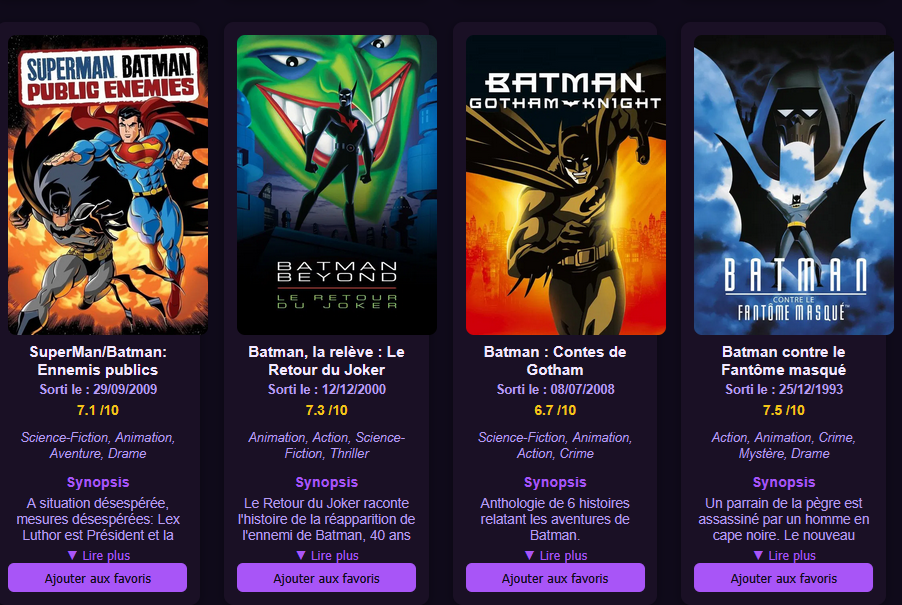 SUPERMAN BATMAN
PUBLIC ENEMIES
SuperMan/Batman:
Ennemis publics
Sorti le : 29/09/2009
7.1 /10
Science-Fiction, Animation,
Aventure, Drame
Synopsis
A situation désespérée,
mesures désespérées: Lex
Luthor est Président et la
▼ Lire plus
Ajouter aux favoris
BATMAN
BEYOND
LE RETOUR
DU JOKER
Batman, la relève : Le
Retour du Joker
Sorti le : 12/12/2000
7.3 /10
Animation, Action, Science-
Fiction, Thriller
Synopsis
Le Retour du Joker raconte
l'histoire de la réapparition de
l'ennemi de Batman, 40 ans
▼ Lire plus
Ajouter aux favoris
BATMAN
GOTHAM KNIGHT
Batman : Contes de
Gotham
Sorti le : 08/07/2008
6.7 /10
Science-Fiction, Animation,
Action, Crime
Synopsis
Anthologie de 6 histoires
relatant les aventures de
Batman.
▼ Lire plus
Ajouter aux favoris
BATMAN
CONTRE LE
FANTÔME MASQUÉ™
Batman contre le
Fantôme masqué
Sorti le : 25/12/1993
7.5 /10
Action, Animation, Crime,
Mystère, Drame
Synopsis
Un parrain de la pègre est
assassiné par un homme en
cape noire. Le nouveau
▼ Lire plus
Ajouter aux favoris